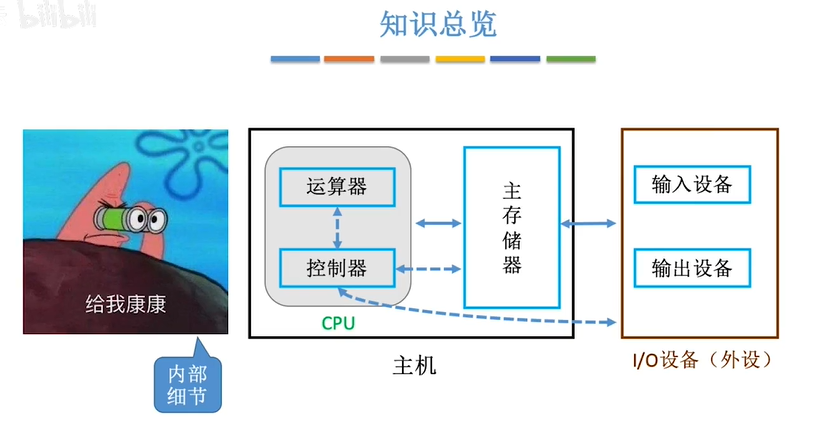 bilibili
知识总览
给我康康
内部
细节
运算器
控制器
CPU
主存储器
主机
输入设备
输出设备
I/O设备（外设）